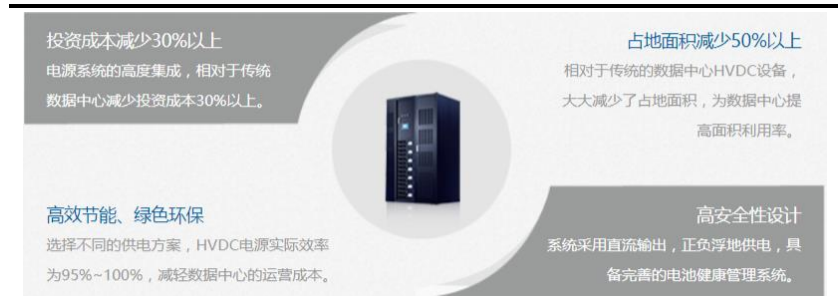 投资成本减少30%以上
电源系统的高度集成，相对于传统
数据中心减少投资成本30%以上。
占地面积减少50%以上
相对于传统的数据中心HVDC设备，
大大减少了占地面积，为数据中心提
高面积利用率。
高效节能、绿色环保
选择不同的供电方案，HVDC电源实际效率
为95%~100%，减轻数据中心的运营成本。
高安全性设计
系统采用直流输出，正负浮地供电，具
备完善的电池健康管理系统。